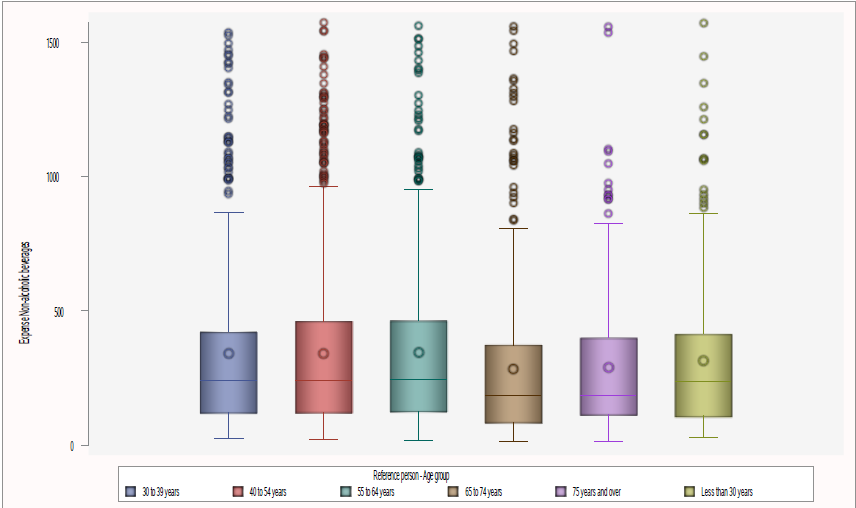 1500
1000
500
0
Expense Non-alcoholic beverages
Reference person - Age group
30 to 39 years 40 to 54 years 55 to 64 years 65 to 74 years 75 years and over Less than 30 years